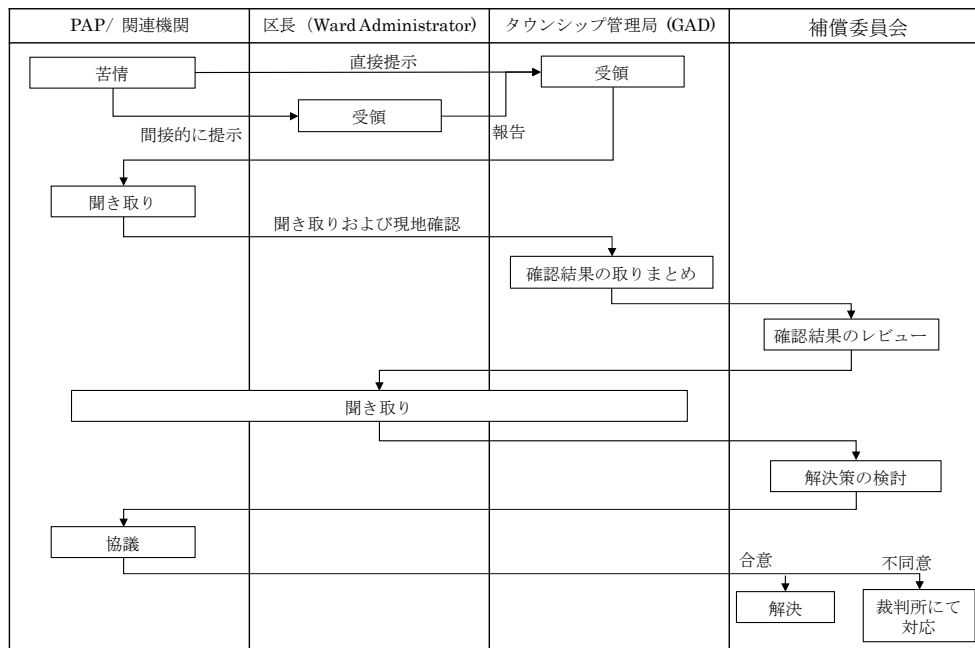 PAP/ 関連機関
区長 (Ward Administrator)
タウンシップ管理局 (GAD)
補償委員会
苦情
直接提示
受領
間接的に提示
受領
報告
聞き取り
聞き取りおよび現地確認
確認結果の取りまとめ
確認結果のレビュー
聞き取り
解決策の検討
協議
合意
不同意
解決
裁判所にて
対応